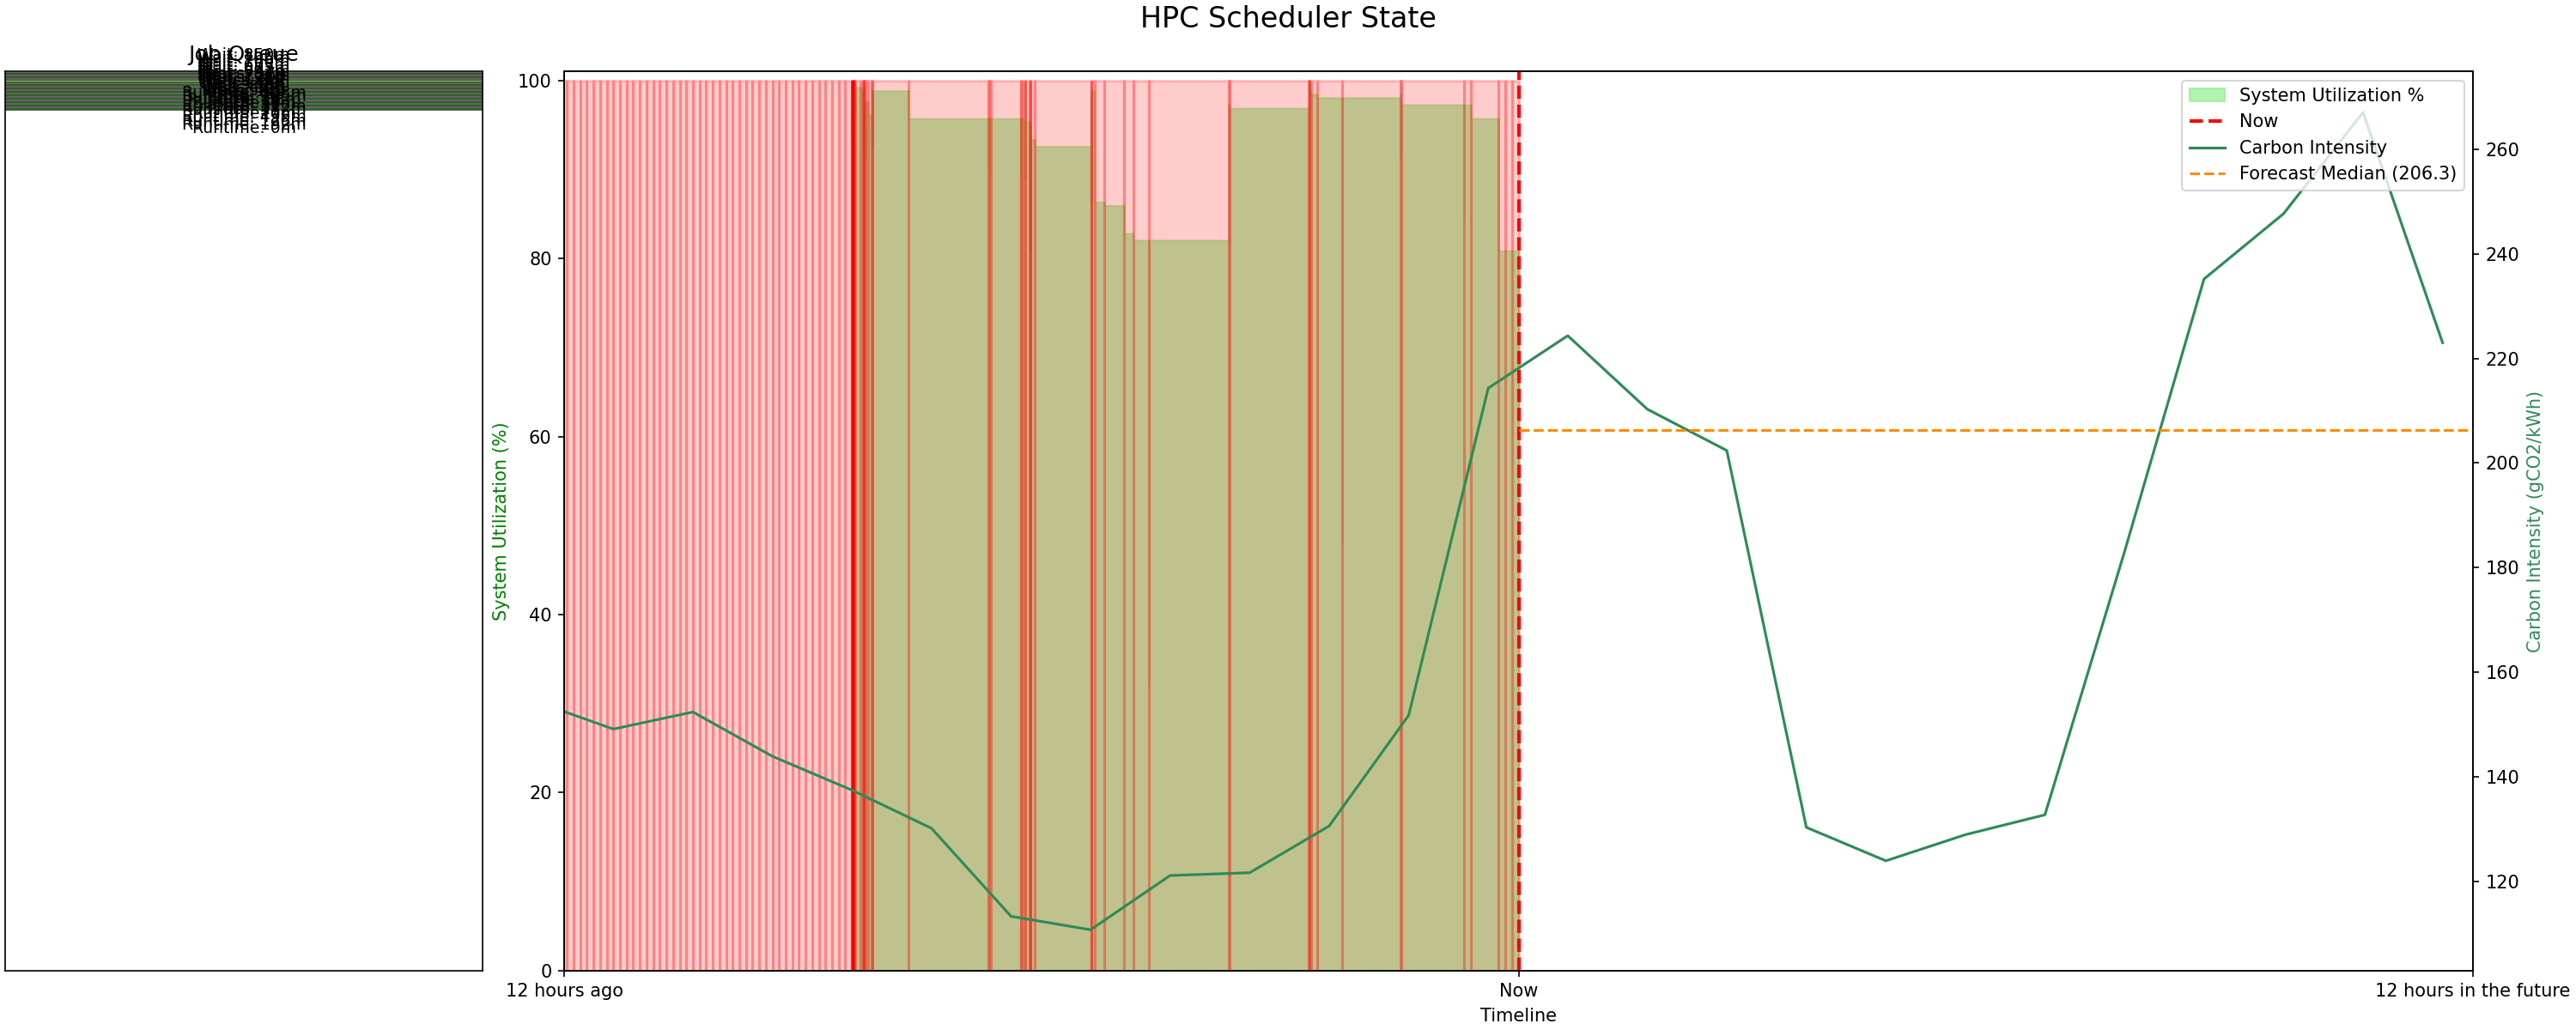 HPC Scheduler State
Job Queue
Runtime: 0m
System Utilization (%)
100
80
60
40
20
0
System Utilization %
Now
Carbon Intensity
Forecast Median (206.3)
260
240
220
200
180
160
140
120
Carbon Intensity (gCO2/kWh)
12 hours ago
Now
12 hours in the future
Timeline